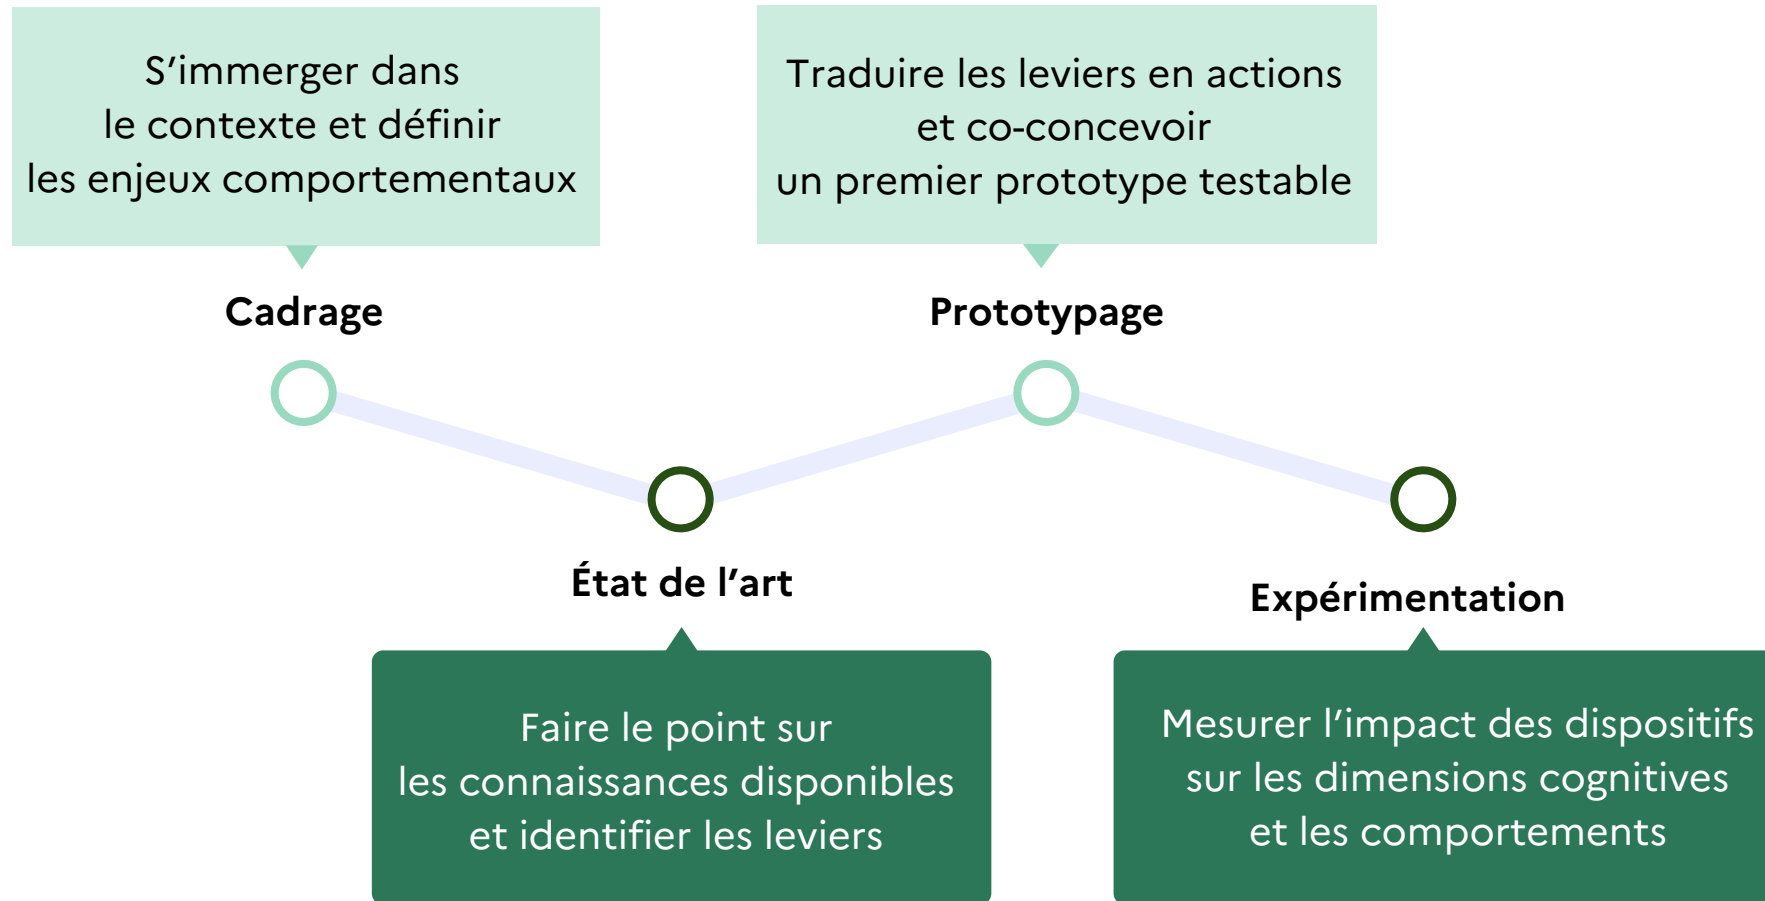 S’immerger dans
le contexte et définir
les enjeux comportementaux
Cadrage
Traduire les leviers en actions
et co-concevoir
un premier prototype testable
Prototypage
État de l’art
Faire le point sur
les connaissances disponibles
et identifier les leviers
Expérimentation
Mesurer l’impact des dispositifs
sur les dimensions cognitives
et les comportements